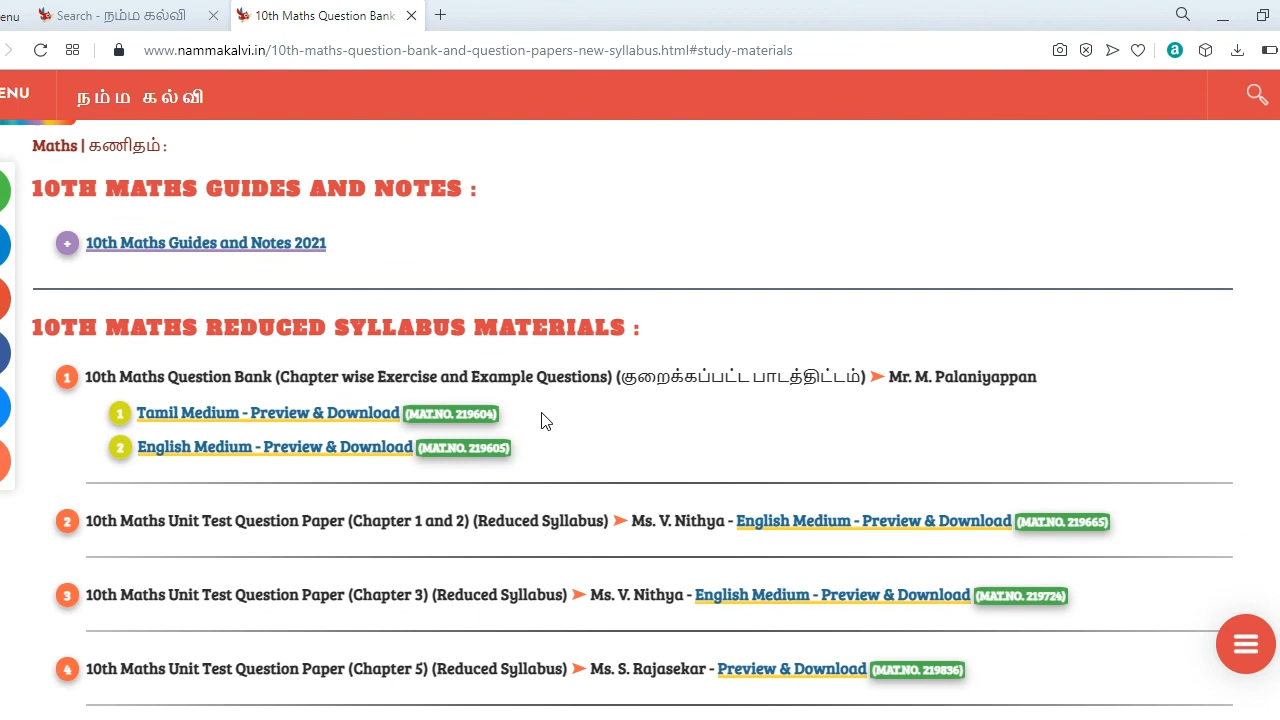 enu
Search - நம்ம கல்வி
10th Maths Question Bank
www.nammakalvi.in/10th-maths-question-bank-and-question-papers-new-syllabus.html#study-materials
a
ENU
நம்ம கல்வி
Maths | கணிதம் :
10TH MATHS GUIDES AND NOTES :
10th Maths Guides and Notes 2021
10TH MATHS REDUCED SYLLABUS MATERIALS :
1 10th Maths Question Bank (Chapter wise Exercise and Example Questions) (குறைக்கப்பட்ட பாடத்திட்டம்) ➤ Mr. M. Palaniyappan
1 Tamil Medium - Preview & Download (MAT.NO. 219604)
2 English Medium - Preview & Download (MAT.NO. 219605)
2 10th Maths Unit Test Question Paper (Chapter 1 and 2) (Reduced Syllabus) ➤ Ms. V. Nithya - English Medium - Preview & Download (MAT.NO. 219665)
3 10th Maths Unit Test Question Paper (Chapter 3) (Reduced Syllabus) ➤ Ms. V. Nithya - English Medium - Preview & Download (MAT.NO. 219724)
4 10th Maths Unit Test Question Paper (Chapter 5) (Reduced Syllabus) ➤ Ms. S. Rajasekar - Preview & Download (MAT.NO. 219836)